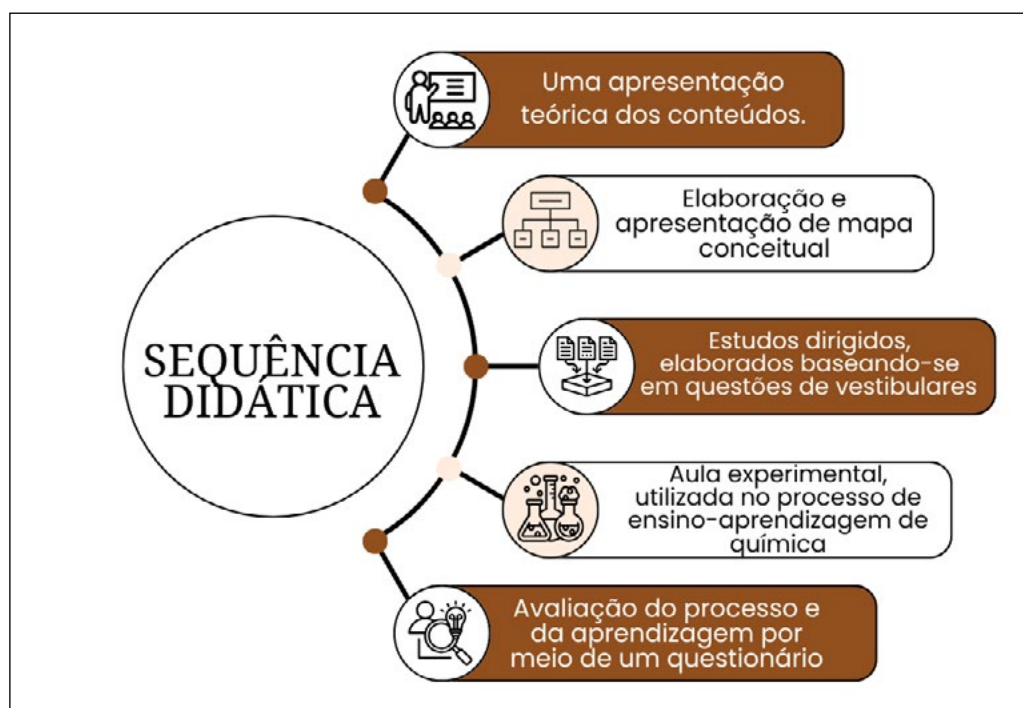 Uma apresentação
teórica dos conteúdos.
Elaboração e
apresentação de mapa
conceitual
SEQUÊNCIA
DIDÁTICA
Estudos dirigidos,
elaborados baseando-se
em questões de vestibulares
Aula experimental,
utilizada no processo de
ensino-aprendizagem de
química
Avaliação do processo e
da aprendizagem por
meio de um questionário